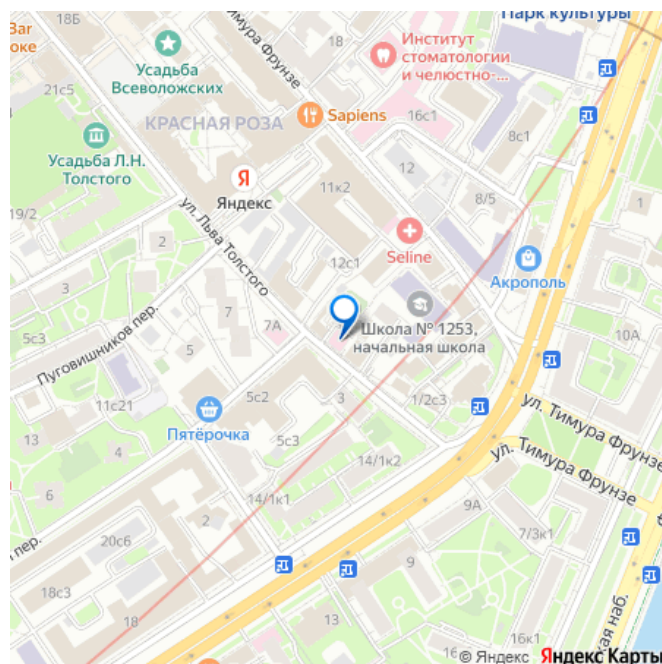 Парк культуры
18Б
Bar
Тимура Фрунзе
18
Институт
стоматологии
и челюстно-...
Усадьба
Всеволожских
21с5
КРАСНАЯ РОЗА
Sapiens
16с1
8с1
Усадьба Л.Н.
Толстого
12
Я
Яндекс
11к2
8/5
19/2
2
ул. Льва Толстого
Seline
12с1
Акрополь
3
7
7А
Школа № 1253,
начальная школа
10А
Пуговишников пер.
5
11с21
5с2
3
1/2с3
ул. Тимура Фрунзе
Пятёрочка
13
4
5с3
14/1к2
ул. Тимура Фрунзе
6
14/1к1
9А
2
7/3к1
пер.
20с6
9
18с3
13
18
16к1
наб.
© Яндекс Яндекс Карты